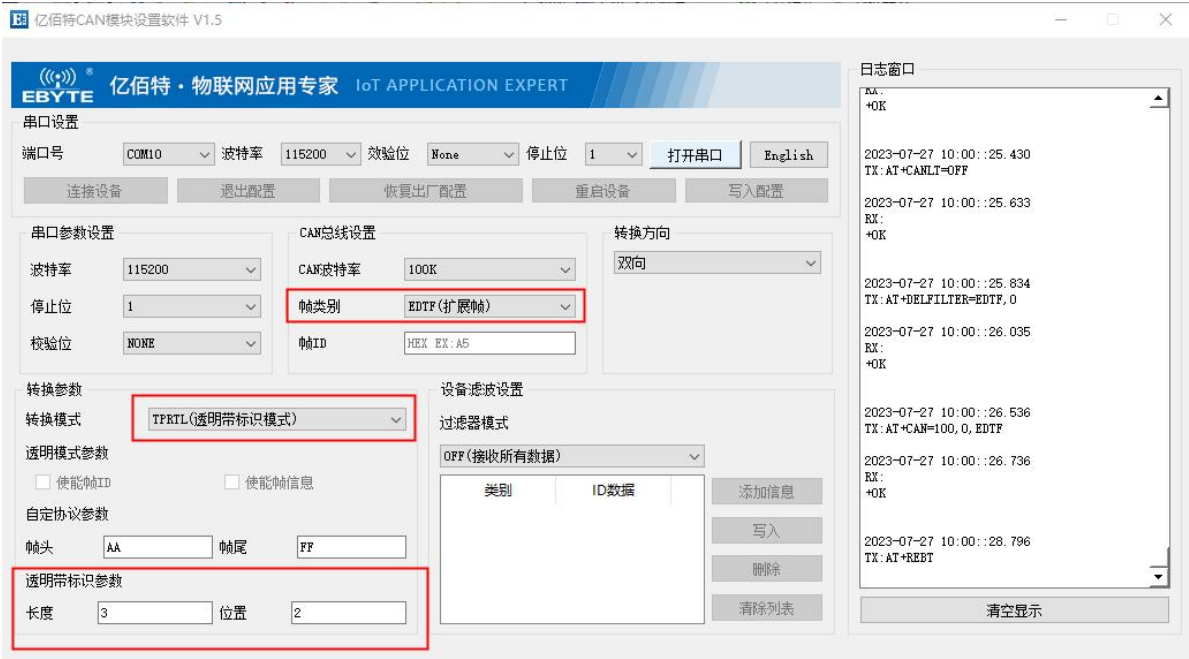 亿佰特CAN模块设置软件 V1.5
EBYTE ® 亿佰特·物联网应用专家 IoT APPLICATION EXPERT
串口设置
端口号 COM10 波特率 115200 效验位 None 停止位 1 打开串口 English
连接设备 退出配置 恢复出厂配置 重启设备 写入配置
串口参数设置
波特率 115200
停止位 1
校验位 NONE
CAN总线设置
CAN波特率 100K
帧类别 EDTF(扩展帧)
帧ID HEX EX:A5
转换方向
双向
转换参数
转换模式 TPRTL(透明带标识模式)
透明模式参数
使能帧ID 使能帧信息
自定协议参数
帧头 AA 帧尾 FF
透明带标识参数
长度 3 位置 2
设备滤波设置
过滤器模式
OFF(接收所有数据)
类别 ID数据
添加信息
写入
删除
清除列表
日志窗口
+OK
2023-07-27 10:00::25.430
TX:AT+CANLT=OFF
2023-07-27 10:00::25.633
RX:
+OK
2023-07-27 10:00::25.834
TX:AT+DELFILTER=EDTF,0
2023-07-27 10:00::26.035
RX:
+OK
2023-07-27 10:00::26.536
TX:AT+CAN=100,0,EDTF
2023-07-27 10:00::26.736
RX:
+OK
2023-07-27 10:00::28.796
TX:AT+REBT
清空显示